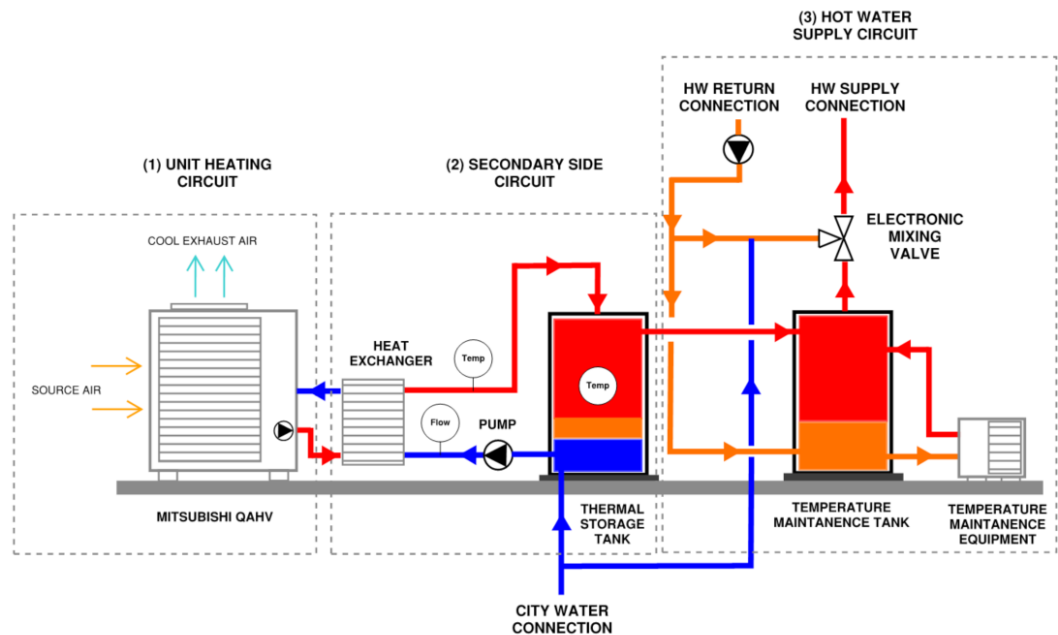 (3) HOT WATER
SUPPLY CIRCUIT
HW RETURN
CONNECTION
HW SUPPLY
CONNECTION
(1) UNIT HEATING
CIRCUIT
(2) SECONDARY SIDE
CIRCUIT
ELECTRONIC
MIXING
VALVE
COOL EXHAUST AIR
HEAT
EXCHANGER
Temp
Temp
SOURCE AIR
Flow
PUMP
MITSUBISHI QAHV
THERMAL
STORAGE
TANK
TEMPERATURE
MAINTANENCE TANK
TEMPERATURE
MAINTANENCE
EQUIPMENT
CITY WATER
CONNECTION